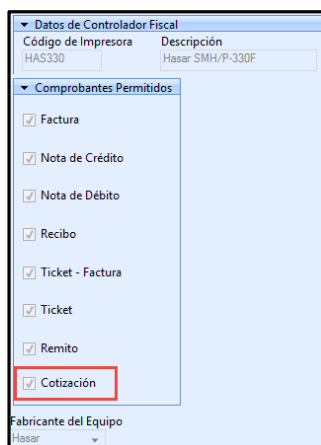 Datos de Controlador Fiscal
Código de Impresora Descripción
HAS330 Hasar SMH/P-330F
Comprobantes Permitidos
Factura
Nota de Crédito
Nota de Débito
Recibo
Ticket - Factura
Ticket
Remito
Cotización
Fabricante del Equipo
Hasar